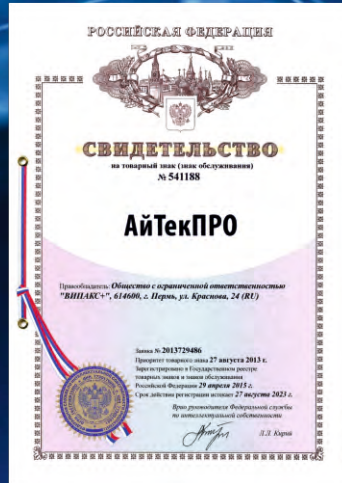 РОССИЙСКАЯ ФЕДЕРАЦИЯ
СВИДЕТЕЛЬСТВО
на товарный знак (знак обслуживания)
№ 541188
АйТекПРО
Правообладатель: Общество с ограниченной ответственностью
"ВИПАКС+", 614600, г. Пермь, ул. Краснова, 24 (RU)
Заявка № 2013729486
Приоритет товарного знака 27 августа 2013 г.
Зарегистрировано в Государственном реестре
товарных знаков и знаков обслуживания
Российской Федерации 29 апреля 2015 г.
Срок действия регистрации истекает 27 августа 2023 г.
Врио руководителя Федеральной службы
по интеллектуальной собственности
Л.Л. Кирий